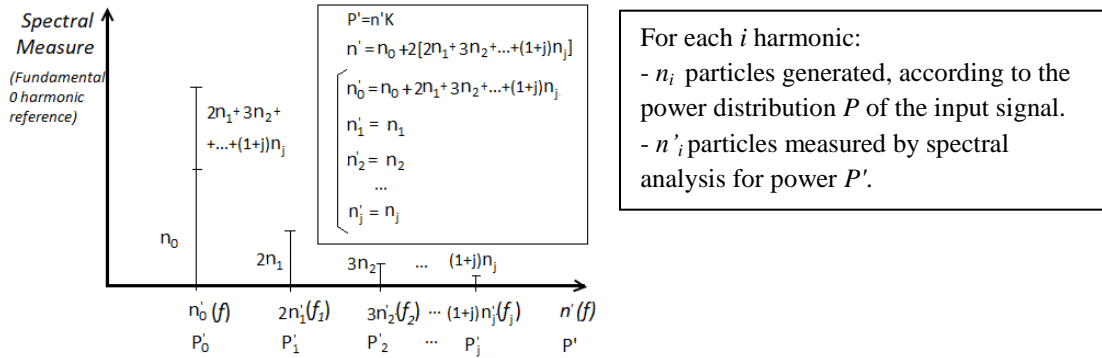 Spectral
Measure
(Fundamental
0 harmonic
reference)
P'=n'K
n'=n₀+2[2n₁+3n₂+...+(1+j)nⱼ]
n'₀=n₀+2n₁+3n₂+...+(1+j)nⱼ
n'₁= n₁
n'₂= n₂
...
n'ⱼ= nⱼ
2n₁+3n₂+
+...+(1+j)nⱼ
n₀
2n₁
3n₂ ... (1+j)nⱼ
n'₀(f) 2n'₁(f₁) 3n'₂(f₂) ··· (1+j)n'ⱼ(fⱼ) n'(f)
P'₀ P'₁ P'₂ ··· P'ⱼ P'
For each i harmonic:
- nᵢ particles generated, according to the
power distribution P of the input signal.
- n'ᵢ particles measured by spectral
analysis for power P'.